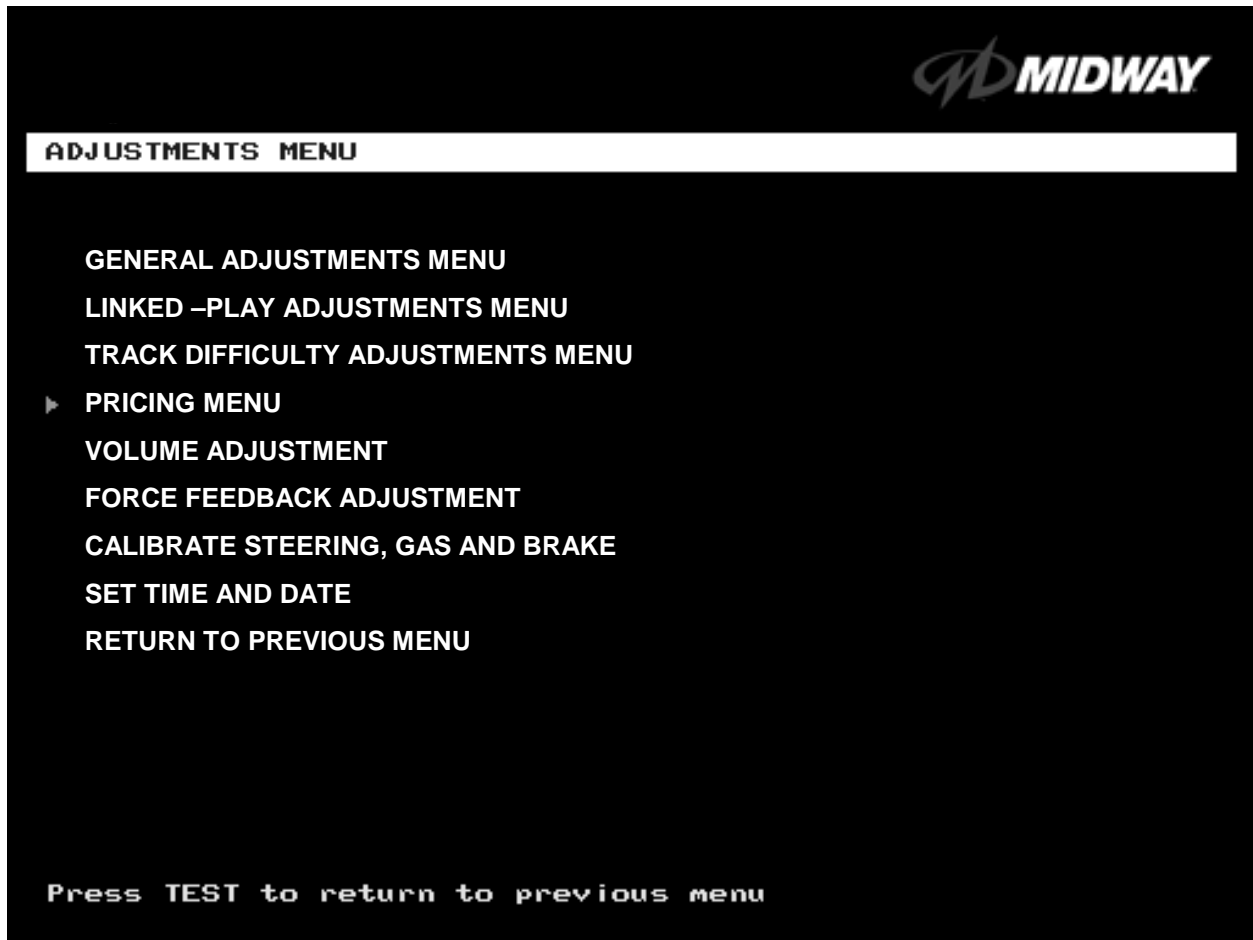 MIDWAY
ADJUSTMENTS MENU
GENERAL ADJUSTMENTS MENU
LINKED –PLAY ADJUSTMENTS MENU
TRACK DIFFICULTY ADJUSTMENTS MENU
PRICING MENU
VOLUME ADJUSTMENT
FORCE FEEDBACK ADJUSTMENT
CALIBRATE STEERING, GAS AND BRAKE
SET TIME AND DATE
RETURN TO PREVIOUS MENU
Press TEST to return to previous menu